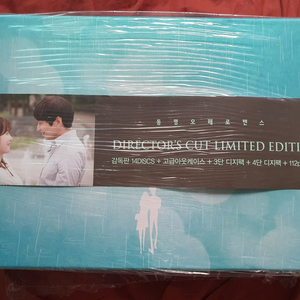 DIRECTOR'S CUT LIMITED EDITI
감독판 14DISCS + 고급아웃케이스 + 3단 디지팩 + 4단 디지팩 + 112p